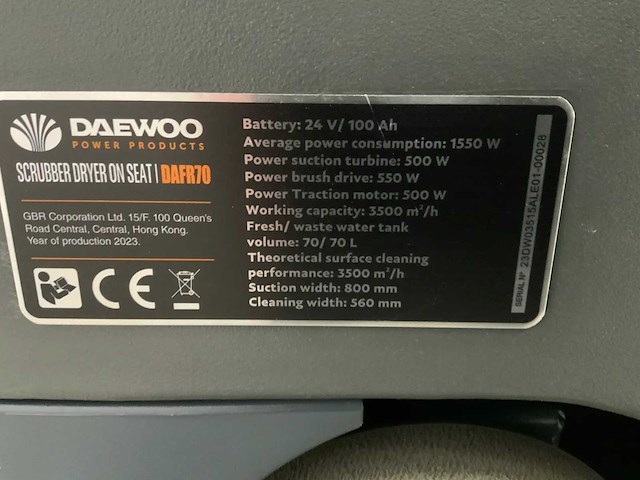 DAEWOO
POWER PRODUCTS
SCRUBBER DRYER ON SEAT | DAFR70
GBR Corporation Ltd. 15/F. 100 Queen's
Road Central, Central, Hong Kong.
Year of production 2023.
CE
Battery: 24 V/ 100 Ah
Average power consumption: 1550 W
Power suction turbine: 500 W
Power brush drive: 550 W
Power Traction motor: 500 W
Working capacity: 3500 m²/h
Fresh/ waste water tank
volume: 70/ 70 L
Theoretical surface cleaning
performance: 3500 m²/h
Suction width: 800 mm
Cleaning width: 560 mm
SERIAL Nº 23DW03515ALE01-00028